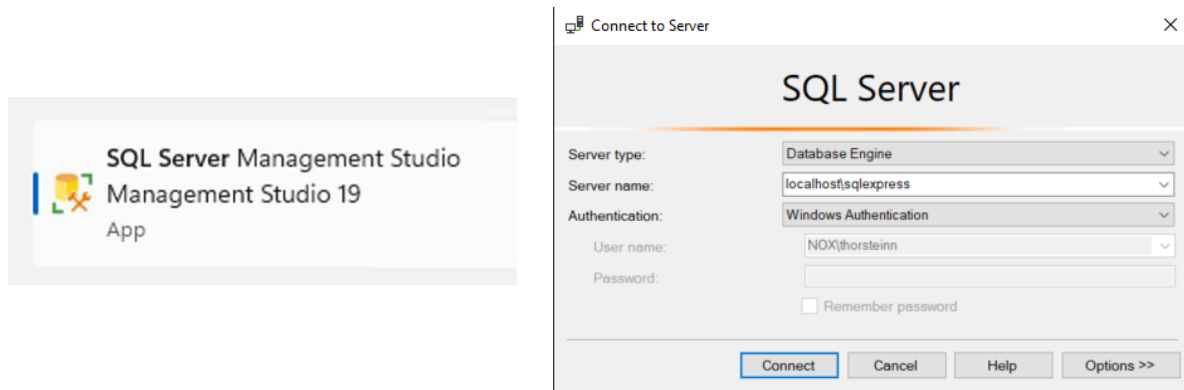 SQL Server Management Studio
Management Studio 19
App
Connect to Server
SQL Server
Server type:
Database Engine
Server name:
localhost\sqlexpress
Authentication:
Windows Authentication
User name:
NOX\thorsteinn
Password:
Remember password
Connect
Cancel
Help
Options >>